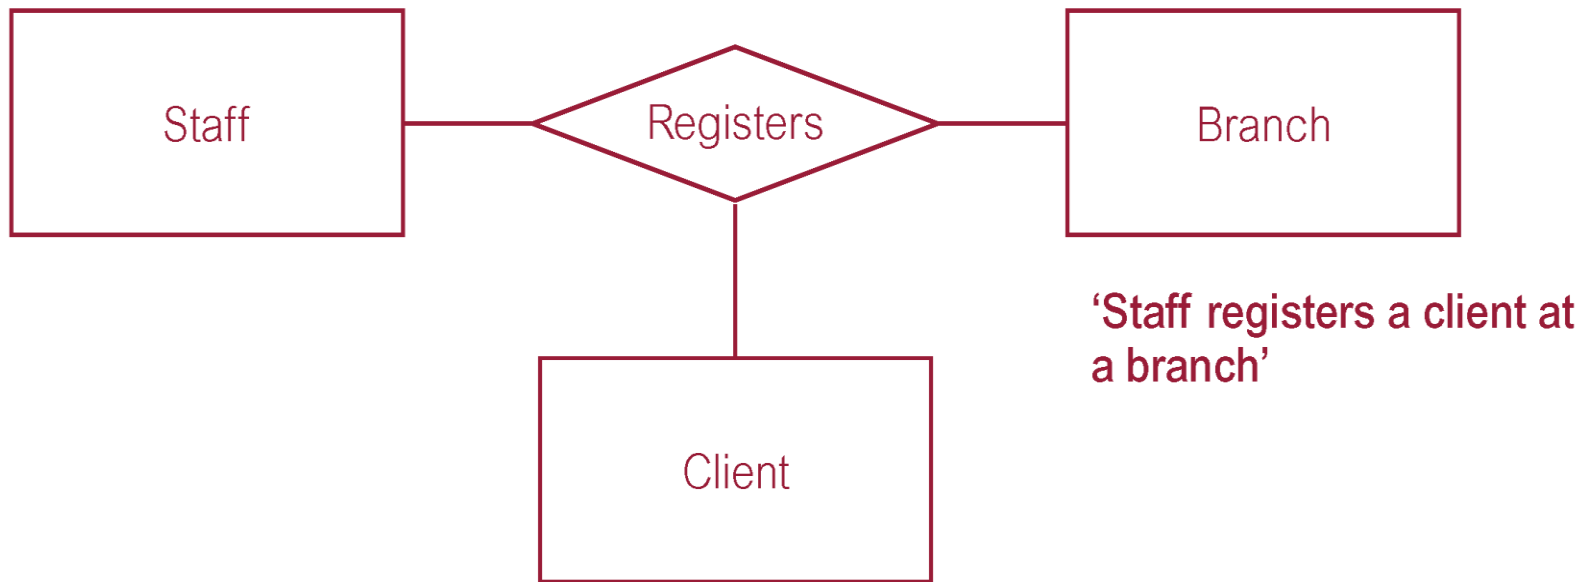 Staff
Registers
Branch
‘Staff registers a client at
a branch’
Client